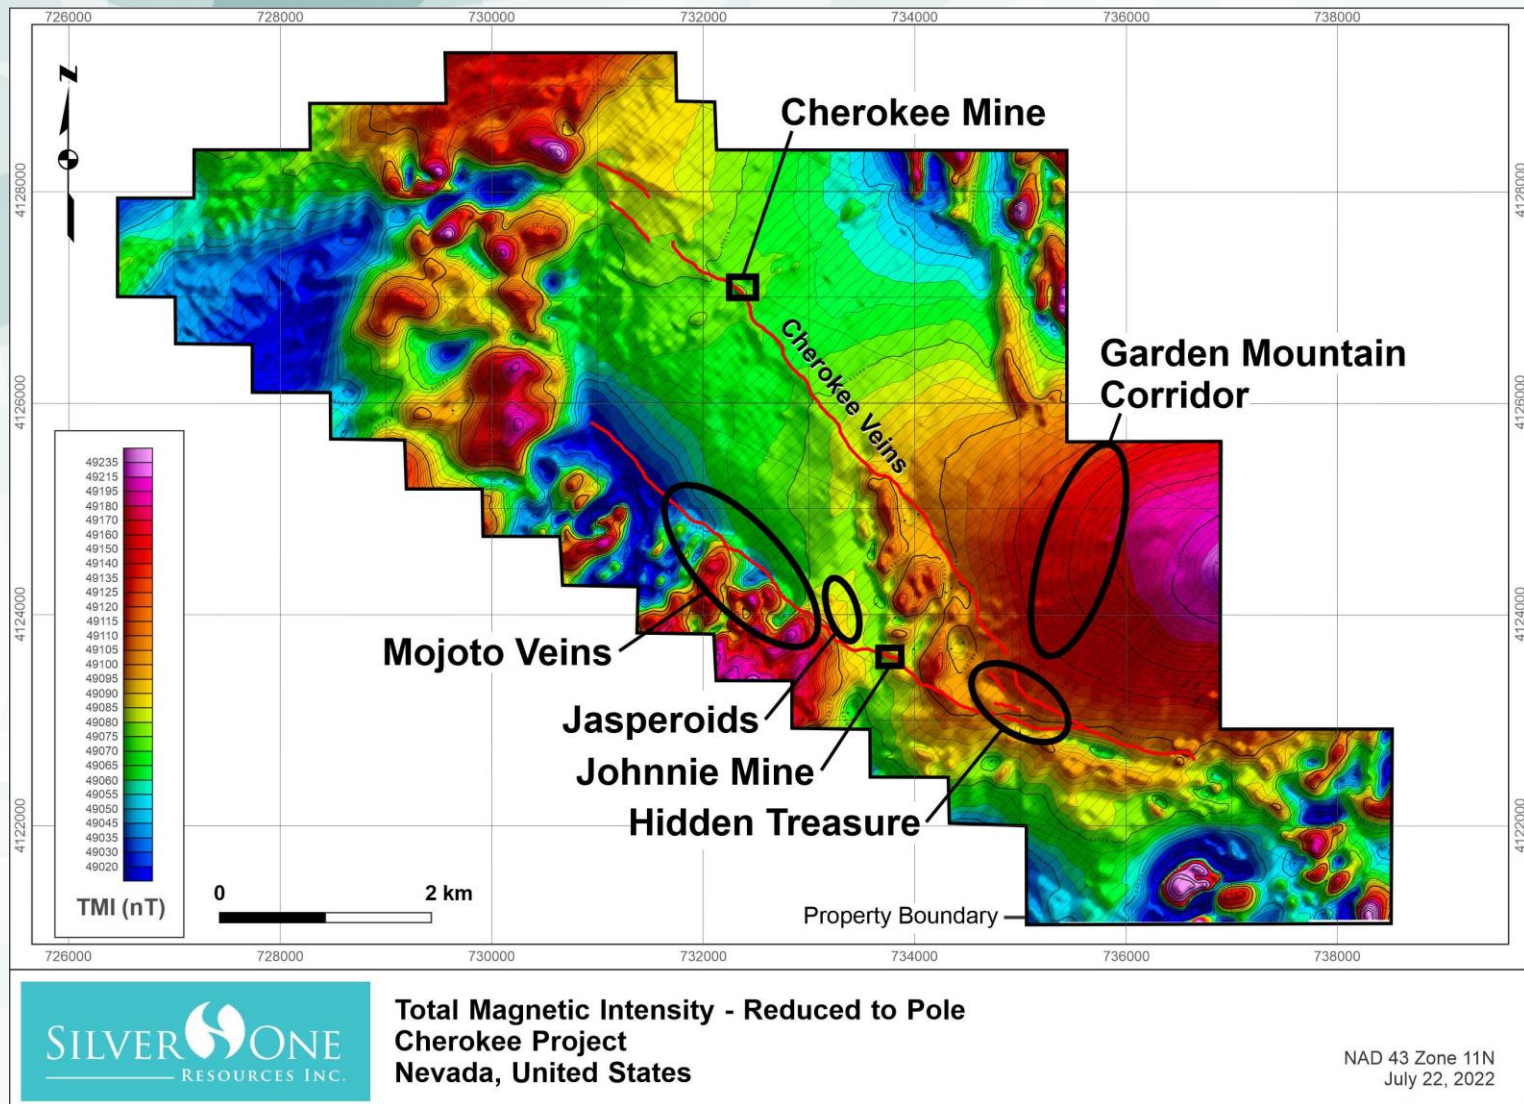 726000
728000
730000
732000
734000
736000
738000
4128000
4126000
4124000
4122000
4128000
4126000
4124000
4122000
Z
Cherokee Mine
Cherokee Veins
Garden Mountain
Corridor
Mojoto Veins
Jasperoids
Johnnie Mine
Hidden Treasure
Property Boundary
49235
49215
49195
49180
49170
49160
49150
49140
49135
49125
49120
49115
49110
49105
49100
49090
49085
49080
49075
49070
49065
49060
49055
49050
49045
49035
49030
49020
TMI (nT)
0 2 km
726000
728000
730000
732000
734000
736000
738000
SILVER ONE
RESOURCES INC.
Total Magnetic Intensity - Reduced to Pole
Cherokee Project
Nevada, United States
NAD 43 Zone 11N
July 22, 2022